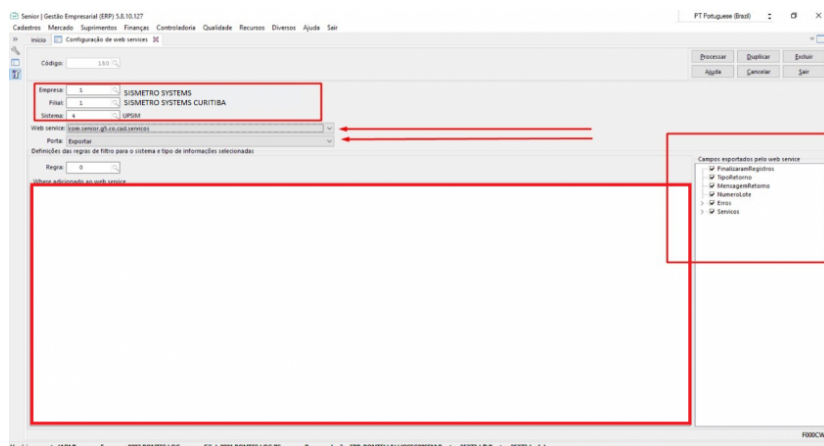 Senior | Gestão Empresarial (ERP) 5.8.10.127
PT Portuguese (Brazil)
Cadastros Mercado Suprimentos Finanças Controladoria Qualidade Recursos Diversos Ajuda Sair
Início Configuração de web services
Código: 160
Processar Duplicar Excluir
Ajuda Cancelar Sair
Empresa: 1 SISMETRO SYSTEMS
Filial: 1 SISMETRO SYSTEMS CURITIBA
Sistema: 4 UPSIM
Web service: com.senior.g5.co.cad.servicos
Porta: Exportar
Definições das regras de filtro para o sistema e tipo de informações selecionadas
Regra: 0
Where adicionado ao web service
Campos exportados pelo web service
FinalizaramRegistros
TipoRetorno
MensagemRetorno
NumeroLote
Erros
Servicos